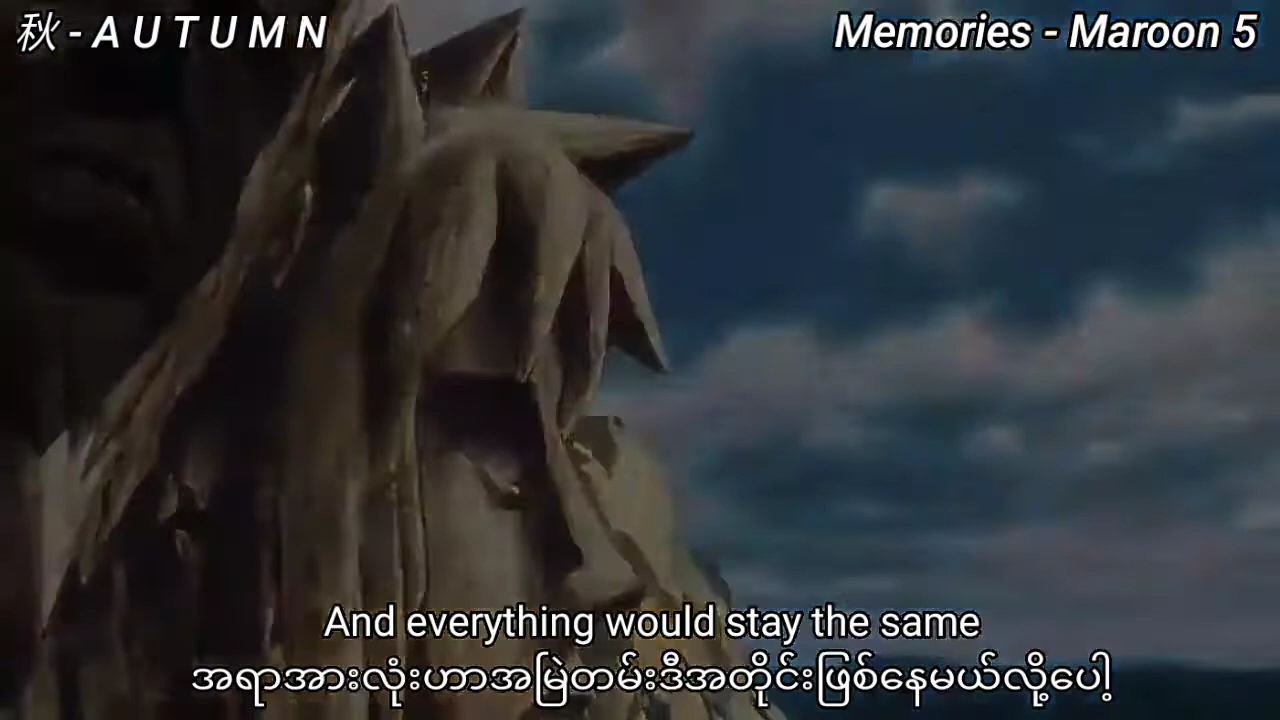 秋 - A U T U M N
Memories - Maroon 5
And everything would stay the same
အရာအားလုံးဟာအမြဲတမ်းဒီအတိုင်းဖြစ်နေမယ်လို့ပေါ့